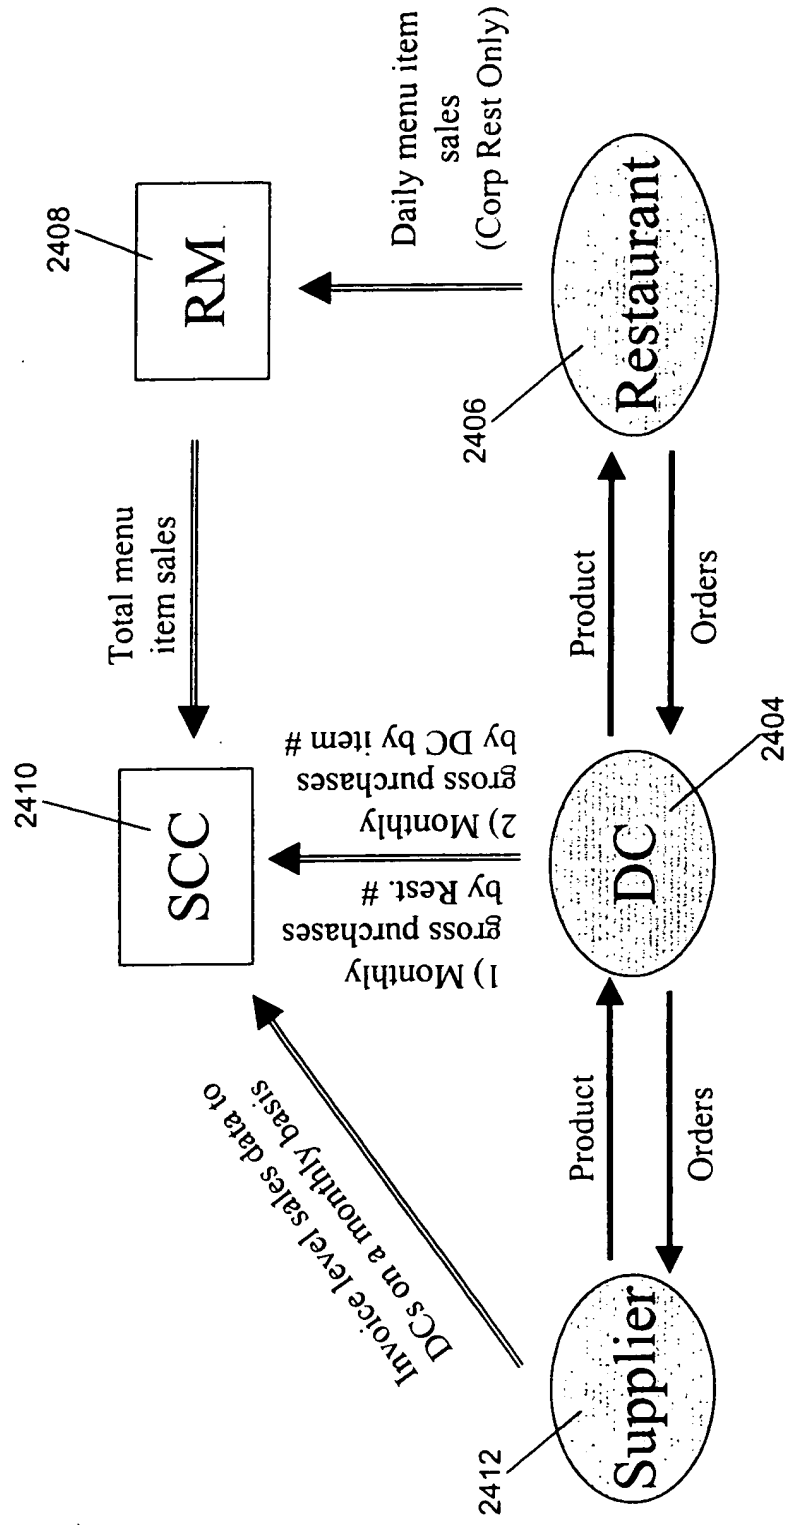 2410
SCC
Total menu
item sales
2408
RM
Invoice level sales data to
DCs on a monthly basis
1) Monthly
gross purchases
by Rest. #
2) Monthly
gross purchases
by DC by item #
Daily menu item
sales
(Corp Rest Only)
2412
Supplier
Product
Orders
DC
2404
Product
Orders
2406
Restaurant